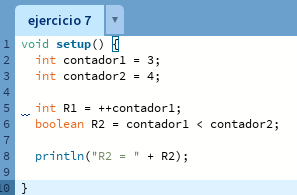 ejercicio 7 ▼
1 void setup() {
2 int contador1 = 3;
3 int contador2 = 4;
4
5 int R1 = ++contador1;
6 boolean R2 = contador1 < contador2;
7
8 println("R2 = " + R2);
9
10 }